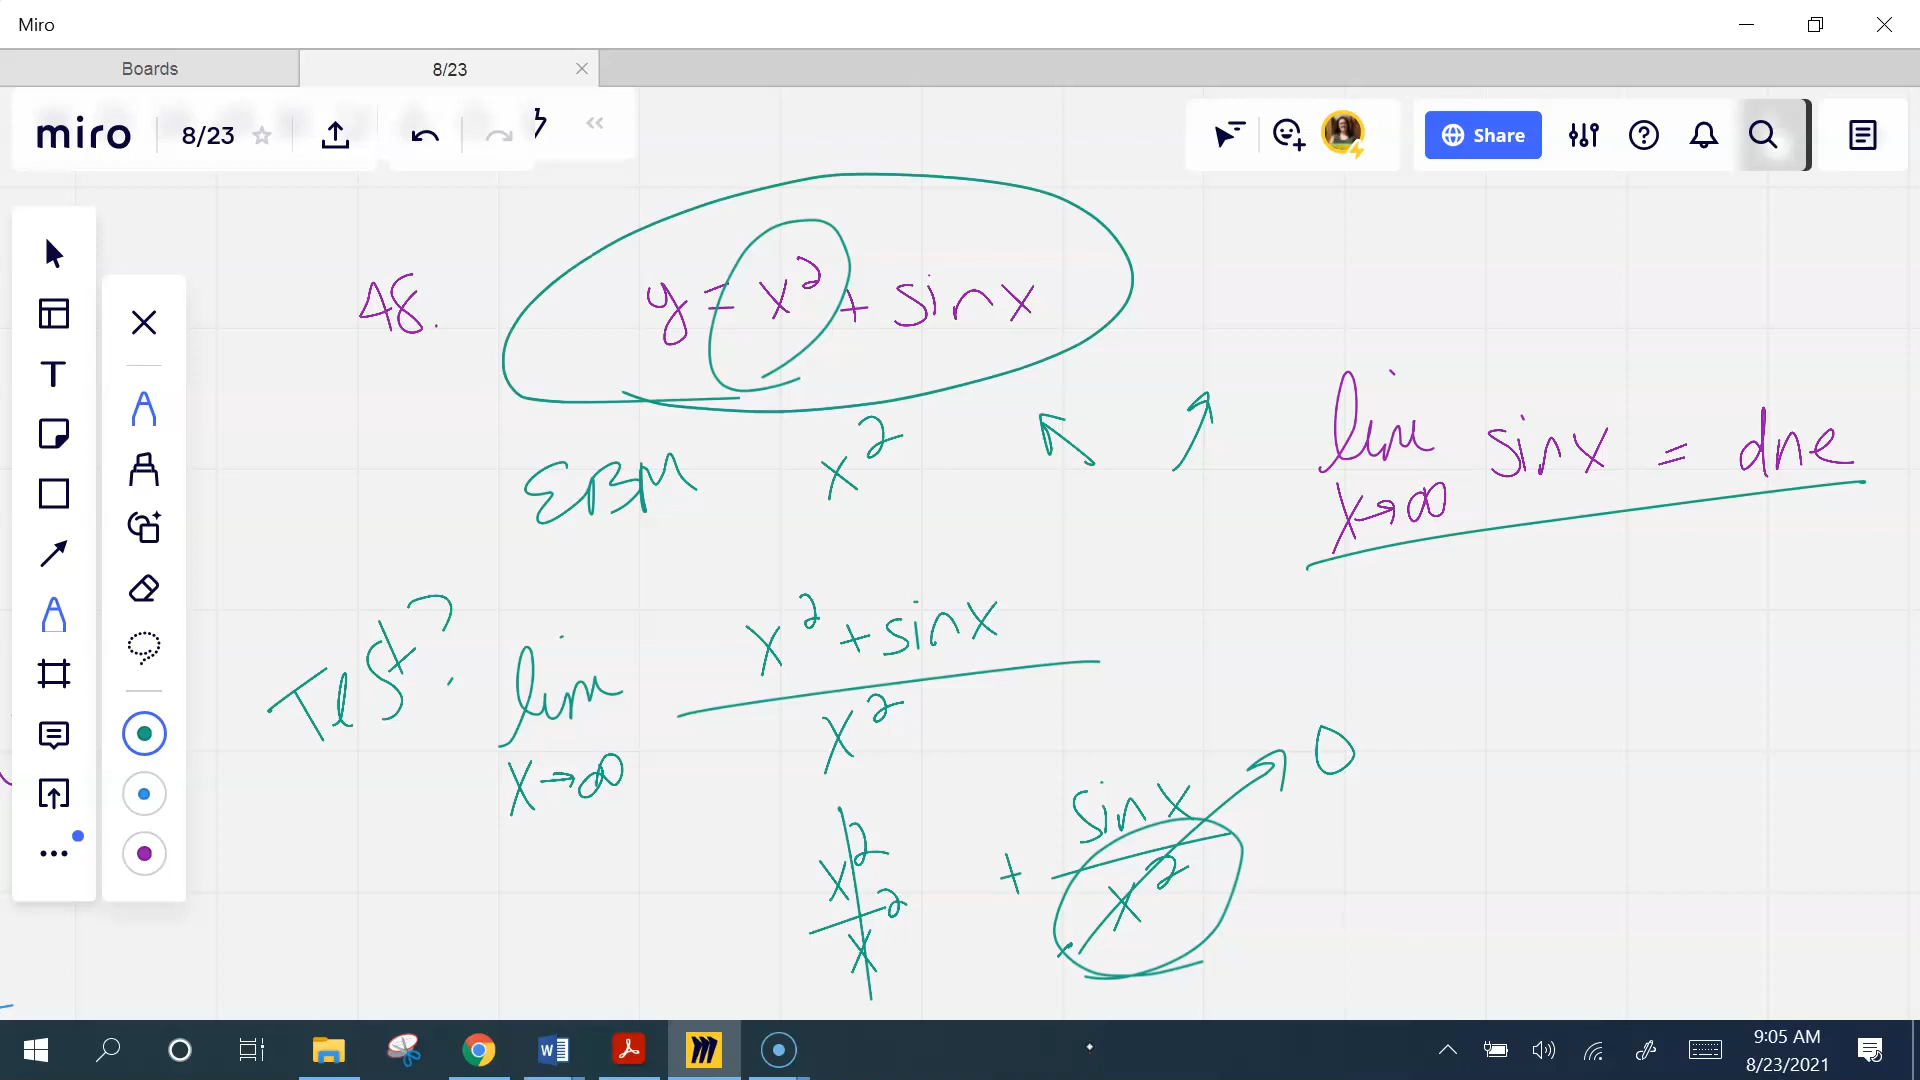 Miro
Boards
8/23
miro
8/23
Share
48. y = x² + sin x
EBM x²
lim sin x = dne
x→∞
Test?
lim
x→∞
x² + sin x
x²
x²
x²
+
sin x
x²
0
9:05 AM
8/23/2021